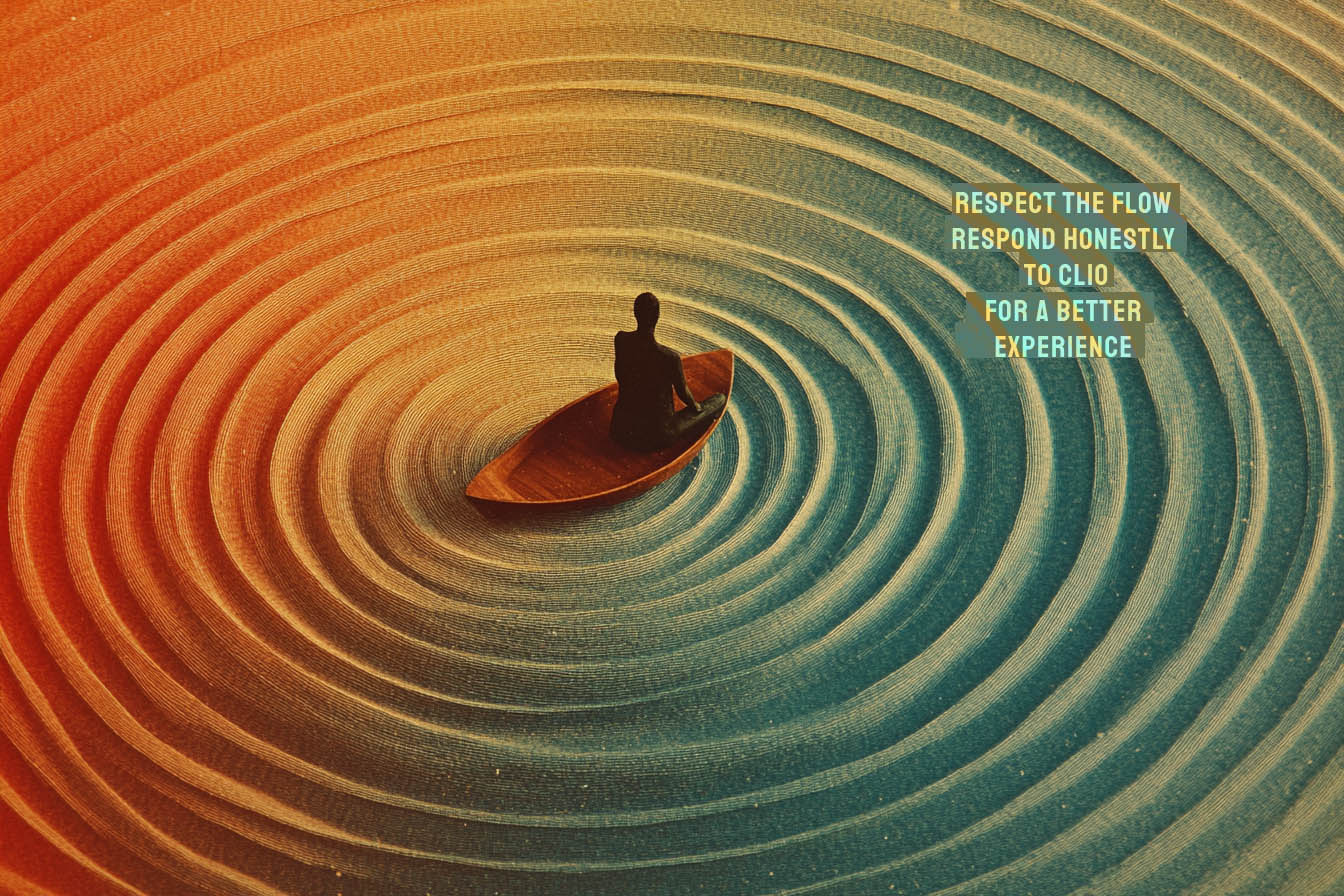 RESPECT THE FLOW
RESPOND HONESTLY
TO CLIO
FOR A BETTER
EXPERIENCE